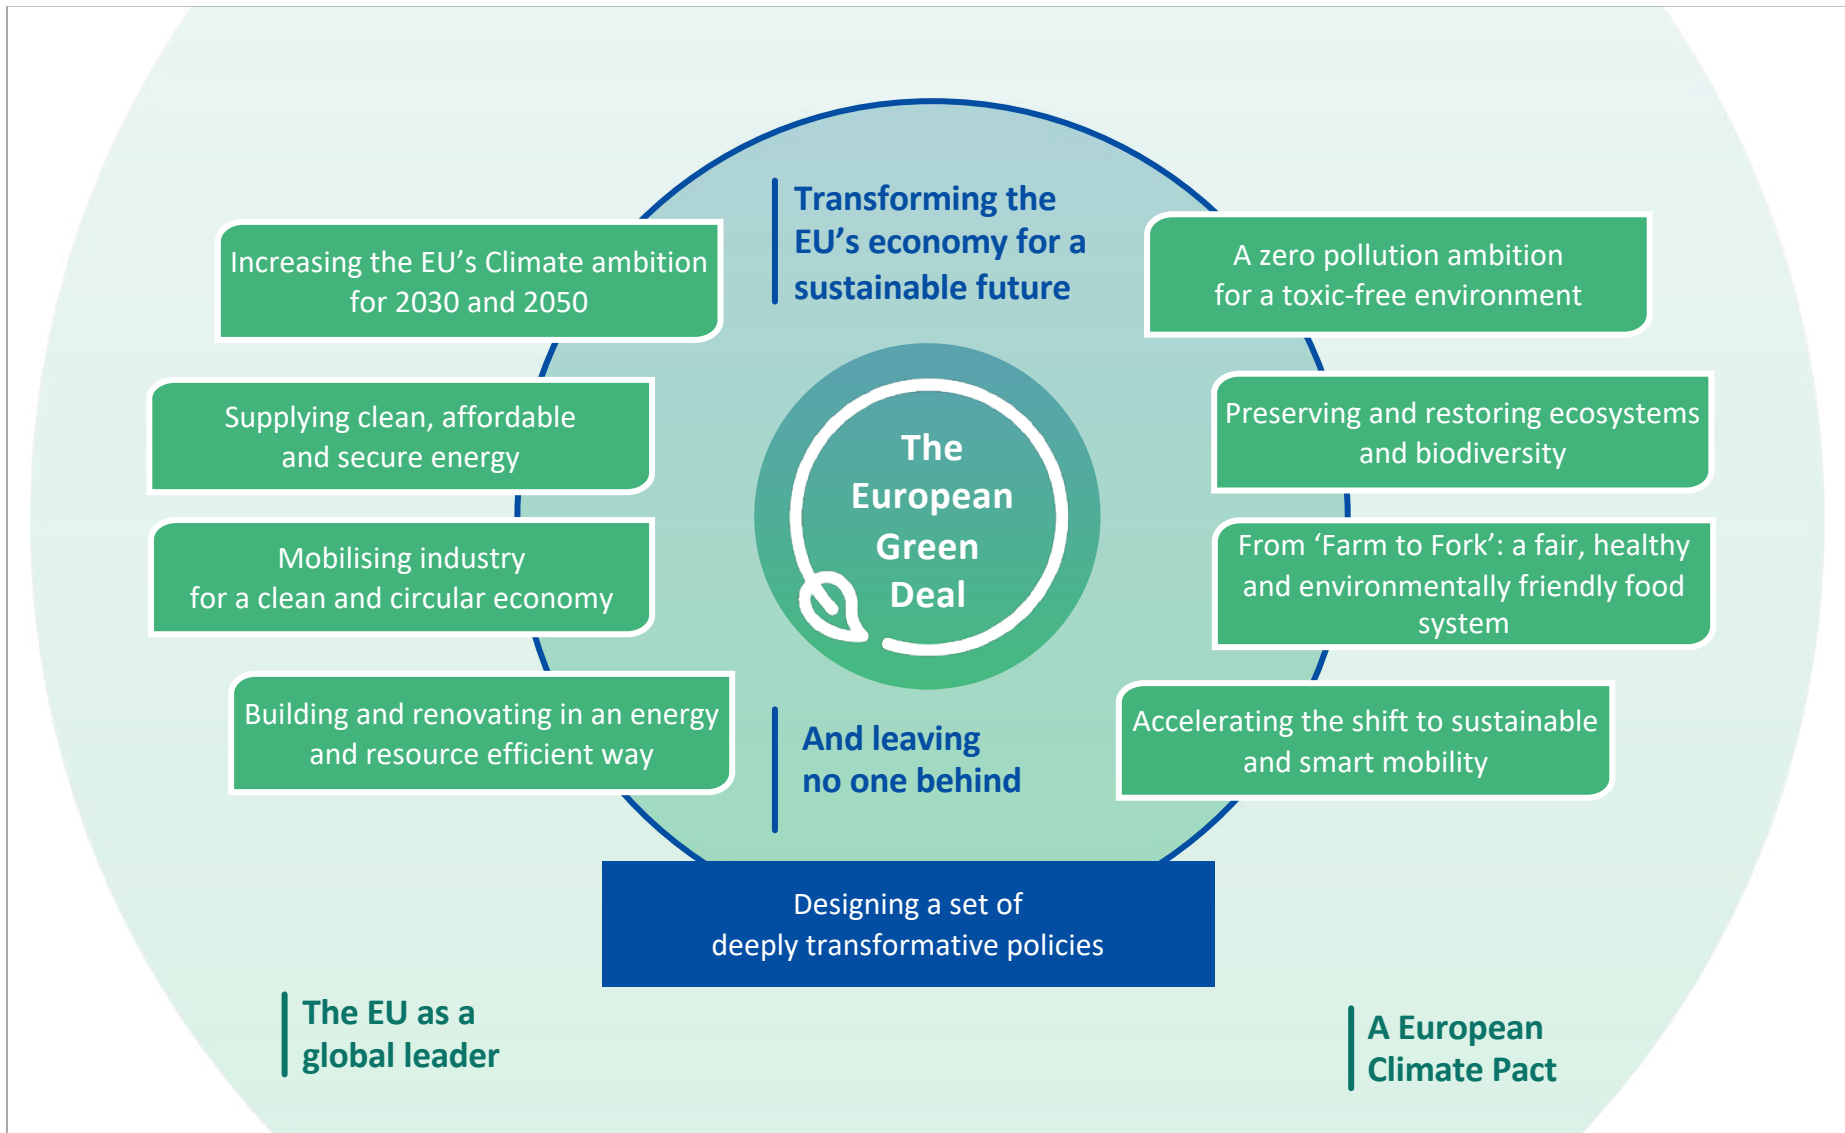 Transforming the
EU’s economy for a
sustainable future
Increasing the EU’s Climate ambition
for 2030 and 2050
Supplying clean, affordable
and secure energy
Mobilising industry
for a clean and circular economy
Building and renovating in an energy
and resource efficient way
The
European
Green
Deal
A zero pollution ambition
for a toxic-free environment
Preserving and restoring ecosystems
and biodiversity
From ‘Farm to Fork’: a fair, healthy
and environmentally friendly food
system
Accelerating the shift to sustainable
and smart mobility
And leaving
no one behind
Designing a set of
deeply transformative policies
The EU as a
global leader
A European
Climate Pact